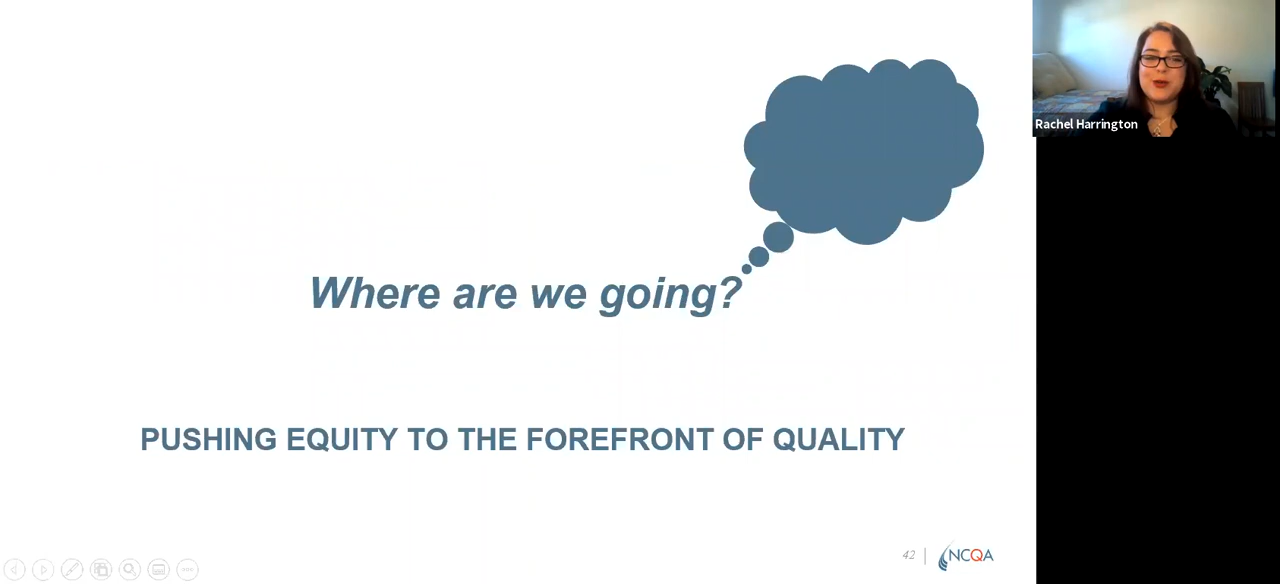 Rachel Harrington
Where are we going?
PUSHING EQUITY TO THE FOREFRONT OF QUALITY
42
NCQA